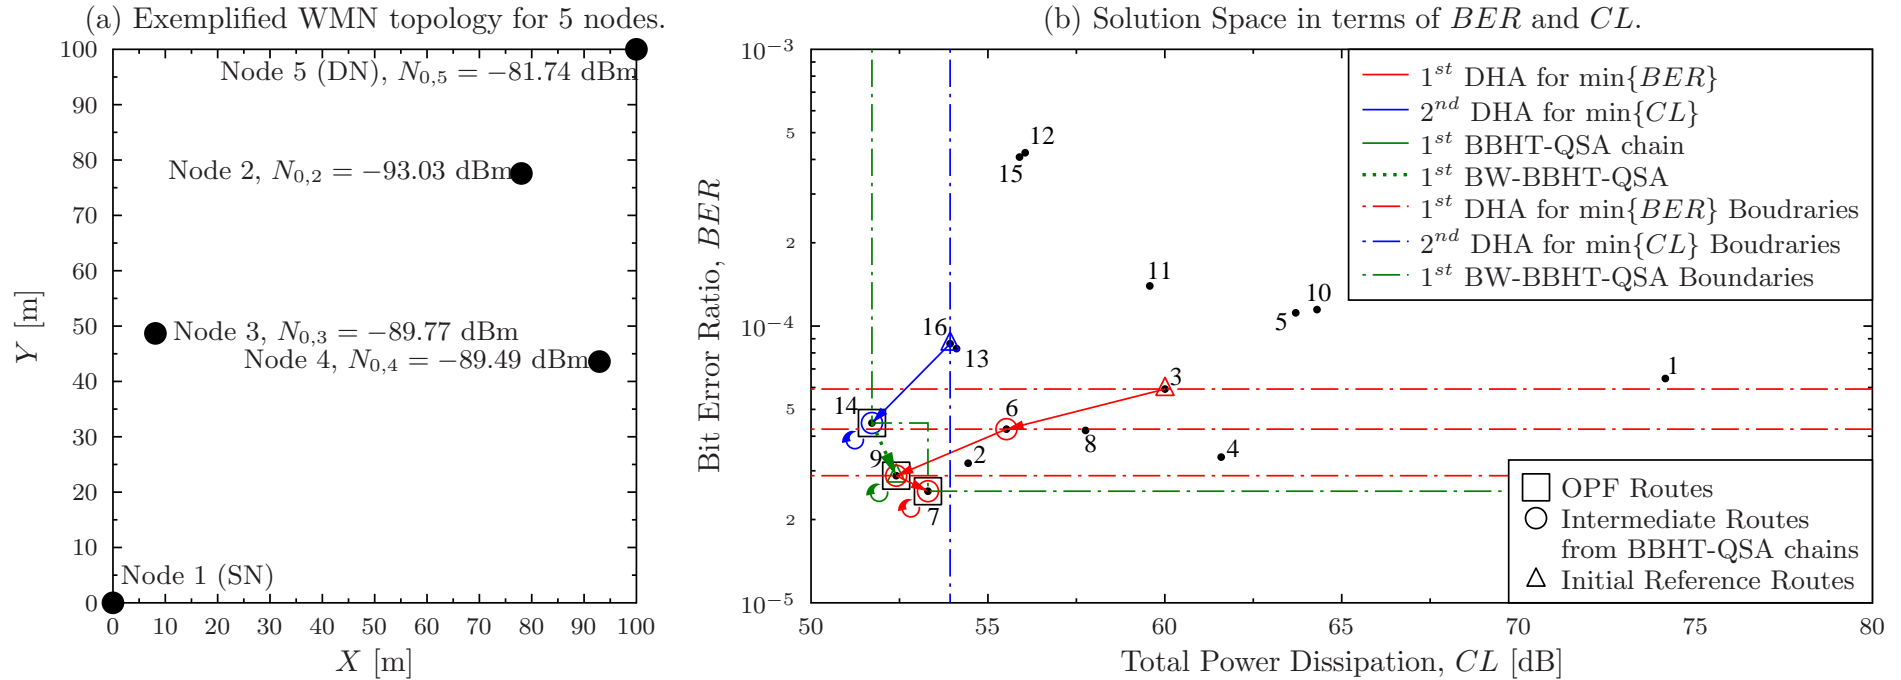 (a) Exemplified WMN topology for 5 nodes.
100
90
80
70
60
50
40
30
20
10
0
Y [m]
Node 5 (DN), N0,5 = −81.74 dBm
Node 2, N0,2 = −93.03 dBm
Node 3, N0,3 = −89.77 dBm
Node 4, N0,4 = −89.49 dBm
Node 1 (SN)
0 10 20 30 40 50 60 70 80 90 100
X [m]
(b) Solution Space in terms of BER and CL.
10−3
5
2
10−4
5
2
10−5
Bit Error Ratio, BER
12
15
11
10
5
16
13
3
1
14
6
8
4
9
2
7
1st DHA for min{BER}
2nd DHA for min{CL}
1st BBHT-QSA chain
1st BW-BBHT-QSA
1st DHA for min{BER} Boudraries
2nd DHA for min{CL} Boudraries
1st BW-BBHT-QSA Boundaries
OPF Routes
Intermediate Routes
from BBHT-QSA chains
Initial Reference Routes
50 55 60 65 70 75 80
Total Power Dissipation, CL [dB]